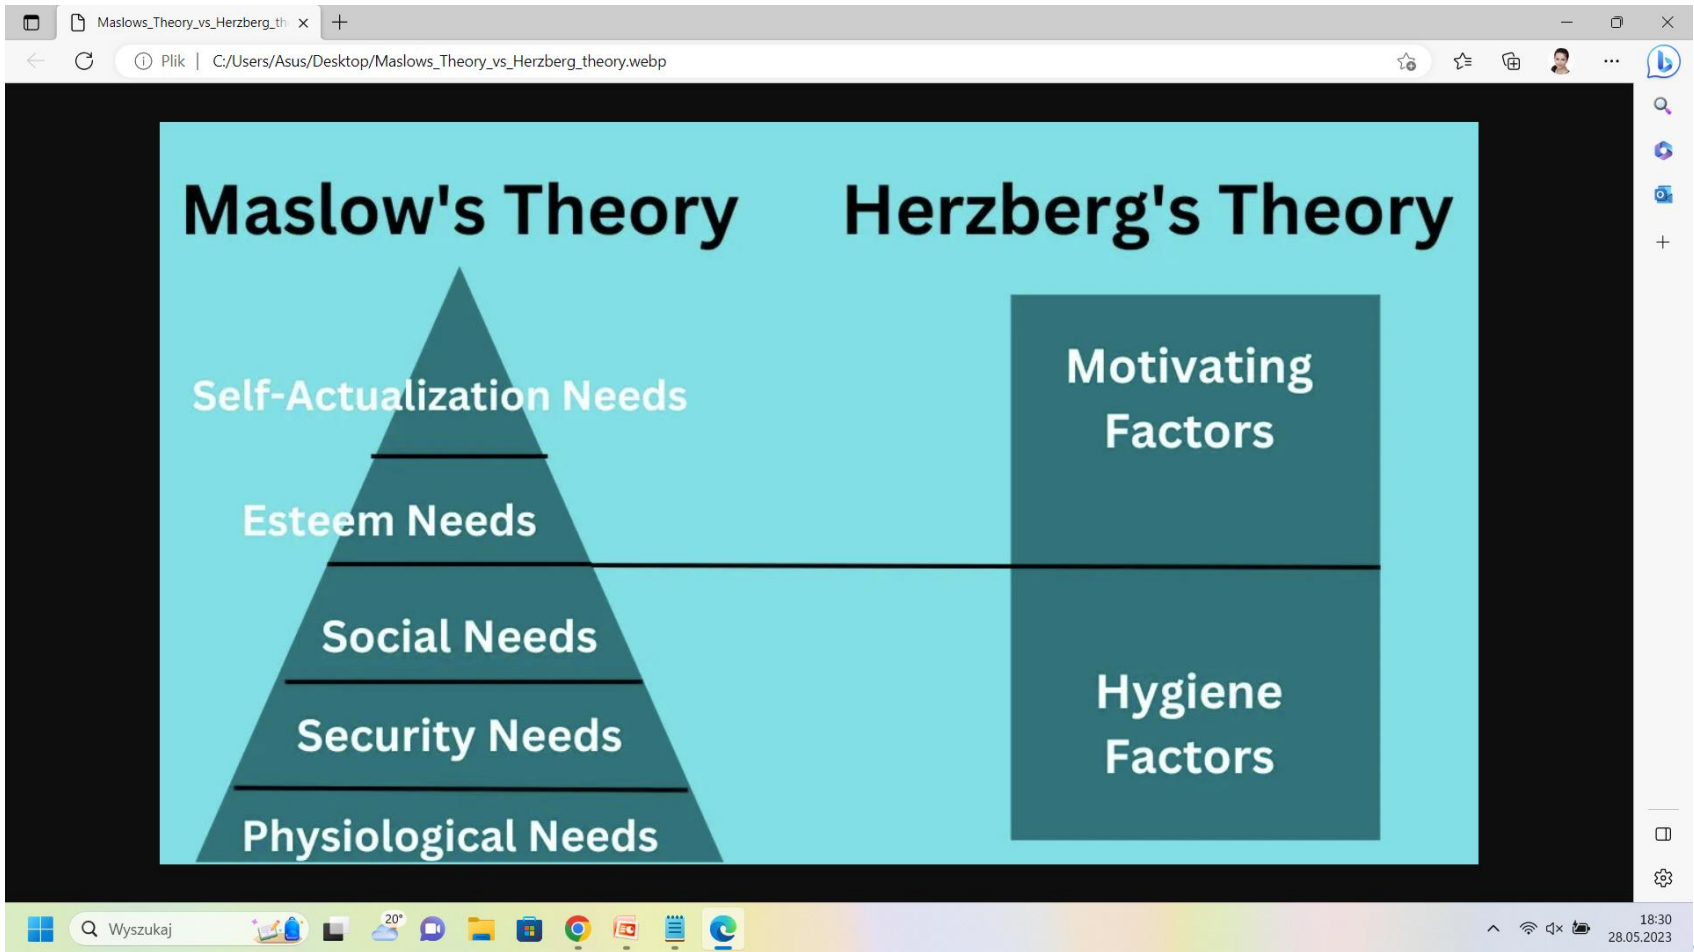 Maslows_Theory_vs_Herzberg_th
Plik | C:/Users/Asus/Desktop/Maslows_Theory_vs_Herzberg_theory.webp
Maslow's Theory
Self-Actualization Needs
Esteem Needs
Social Needs
Security Needs
Physiological Needs
Herzberg's Theory
Motivating
Factors
Hygiene
Factors
Wyszukaj
20°
18:30
28.05.2023